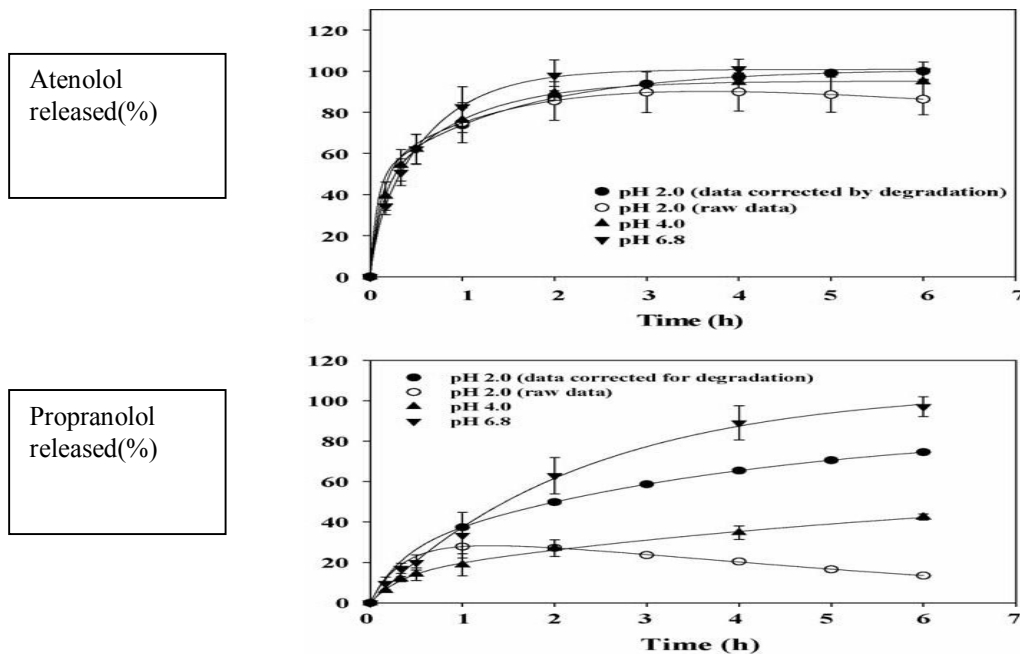 Atenolol
released(%)
120
100
80
60
40
20
0
● pH 2.0 (data corrected by degradation)
○ pH 2.0 (raw data)
▲ pH 4.0
▼ pH 6.8
0 1 2 3 4 5 6 7
Time (h)
Propranolol
released(%)
120
100
80
60
40
20
0
● pH 2.0 (data corrected for degradation)
○ pH 2.0 (raw data)
▲ pH 4.0
▼ pH 6.8
0 1 2 3 4 5 6 7
Time (h)